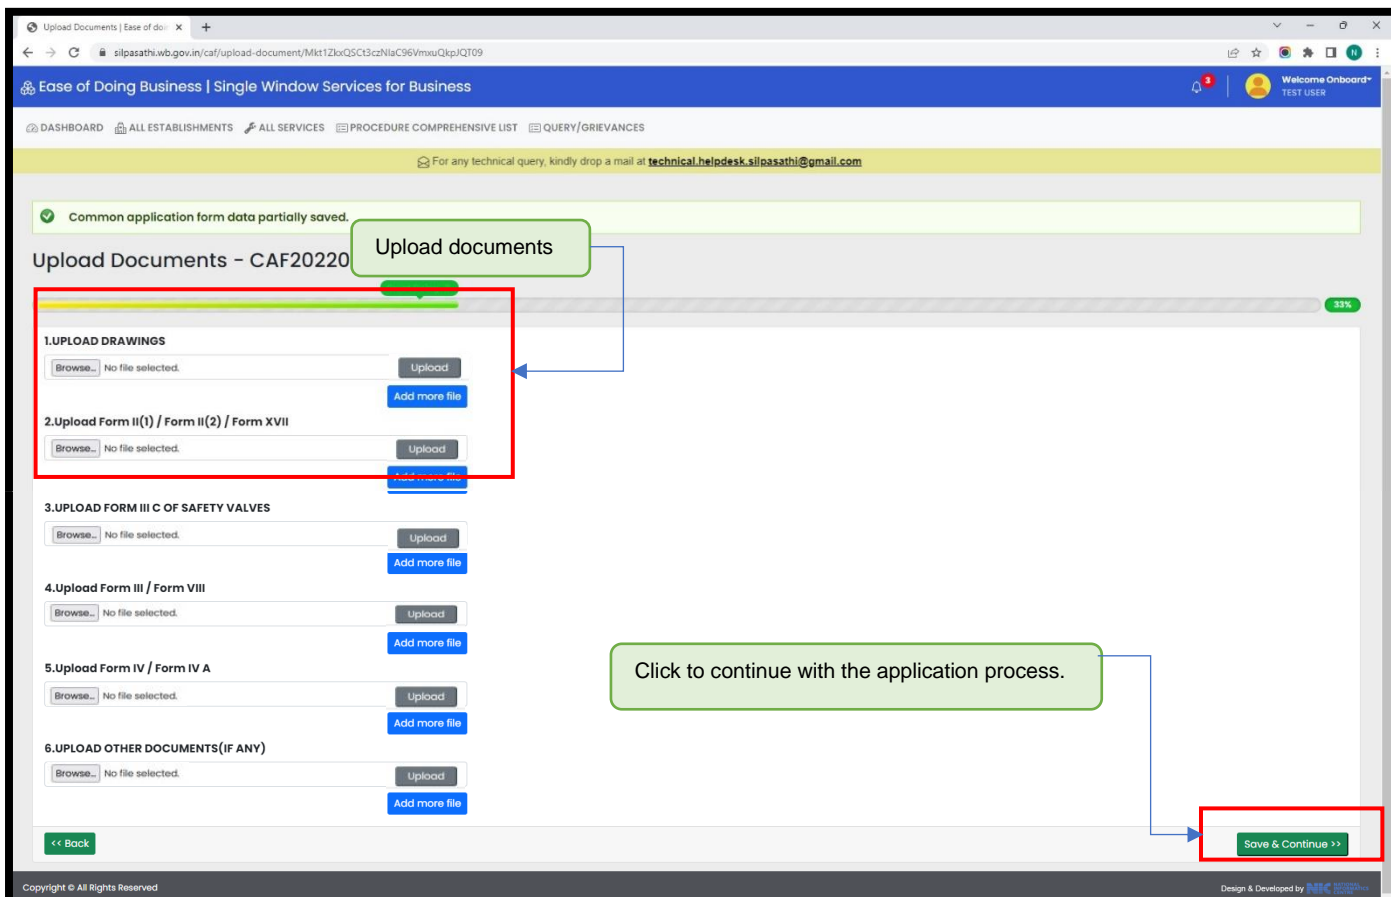 Upload Documents | Ease of doi
silpasathi.wb.gov.in/caf/upload-document/Mkt1ZkxQSCt3czNlaC96VmxuQkpJQT09
N
Ease of Doing Business | Single Window Services for Business
3
Welcome Onboard
TEST USER
DASHBOARD ALL ESTABLISHMENTS ALL SERVICES PROCEDURE COMPREHENSIVE LIST QUERY/GRIEVANCES
For any technical query, kindly drop a mail at technical.helpdesk.silpasathi@gmail.com
Common application form data partially saved.
Upload documents
Upload Documents - CAF20220
33%
1.UPLOAD DRAWINGS
Browse... No file selected. Upload
Add more file
2.Upload Form II(1) / Form II(2) / Form XVII
Browse... No file selected. Upload
Add more file
3.UPLOAD FORM III C OF SAFETY VALVES
Browse... No file selected. Upload
Add more file
4.Upload Form III / Form VIII
Browse... No file selected. Upload
Add more file
5.Upload Form IV / Form IV A
Browse... No file selected. Upload
Add more file
Click to continue with the application process.
6.UPLOAD OTHER DOCUMENTS(IF ANY)
Browse... No file selected. Upload
Add more file
<< Back
Save & Continue >>
Copyright © All Rights Reserved
Design & Developed by NIC NATIONAL INFORMATICS CENTRE